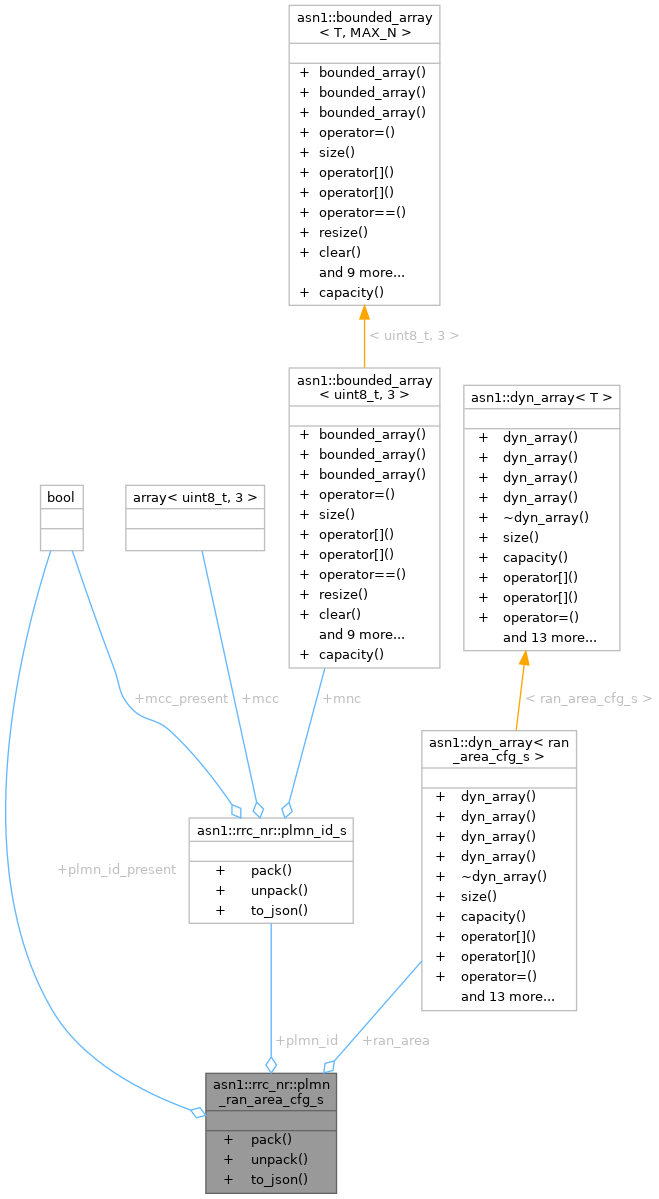 asn1::bounded_array
< T, MAX_N >
+ bounded_array()
+ bounded_array()
+ bounded_array()
+ operator=()
+ size()
+ operator[]()
+ operator[]()
+ operator==()
+ resize()
+ clear()
and 9 more...
+ capacity()
< uint8_t, 3 >
asn1::bounded_array
< uint8_t, 3 >
+ bounded_array()
+ bounded_array()
+ bounded_array()
+ operator=()
+ size()
+ operator[]()
+ operator[]()
+ operator==()
+ resize()
+ clear()
and 9 more...
+ capacity()
asn1::dyn_array< T >
+ dyn_array()
+ dyn_array()
+ dyn_array()
+ dyn_array()
+ ~dyn_array()
+ size()
+ capacity()
+ operator[]()
+ operator[]()
+ operator=()
and 13 more...
bool
array< uint8_t, 3 >
+mcc_present
+mcc
+mnc
< ran_area_cfg_s >
asn1::dyn_array< ran
_area_cfg_s >
+ dyn_array()
+ dyn_array()
+ dyn_array()
+ dyn_array()
+ ~dyn_array()
+ size()
+ capacity()
+ operator[]()
+ operator[]()
+ operator=()
and 13 more...
asn1::rrc_nr::plmn_id_s
+ pack()
+ unpack()
+ to_json()
+plmn_id_present
+plmn_id
+ran_area
asn1::rrc_nr::plmn
_ran_area_cfg_s
+ pack()
+ unpack()
+ to_json()